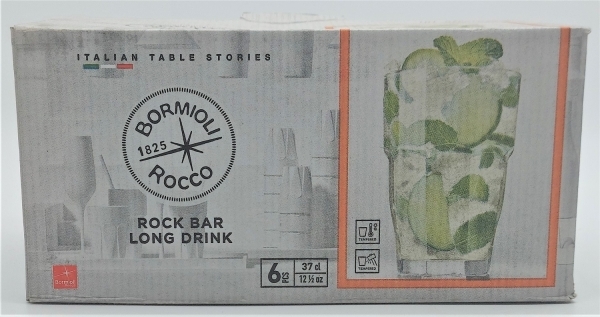 ITALIAN TABLE STORIES
BORMIOLI
1825
ROCCO
ROCK BAR
LONG DRINK
6 PCS
37 cl
12 ½ oz
TEMPERED
TEMPERED
Bormioli